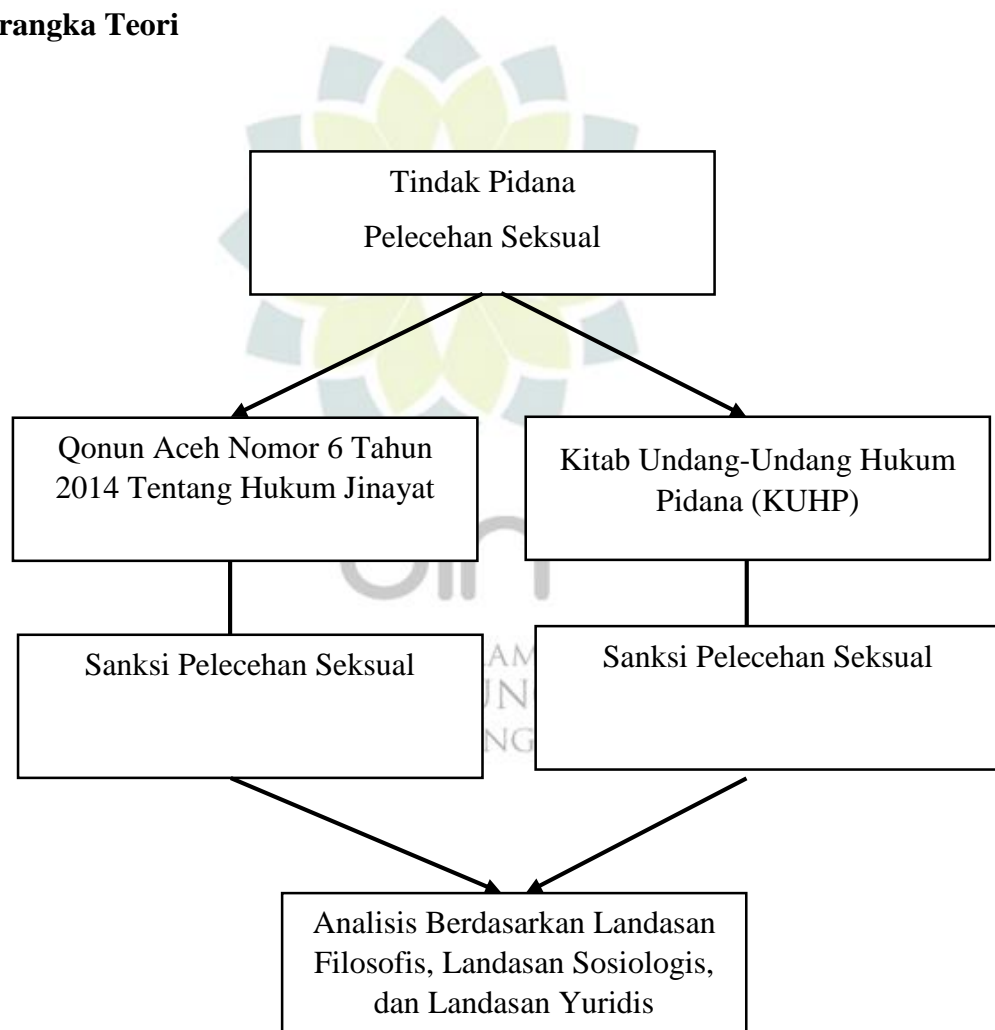 rangka Teori
Tindak Pidana
Pelecehan Seksual
Qonun Aceh Nomor 6 Tahun
2014 Tentang Hukum Jinayat
Kitab Undang-Undang Hukum
Pidana (KUHP)
uin
Sanksi Pelecehan Seksual
Sanksi Pelecehan Seksual
Analisis Berdasarkan Landasan
Filosofis, Landasan Sosiologis,
dan Landasan Yuridis